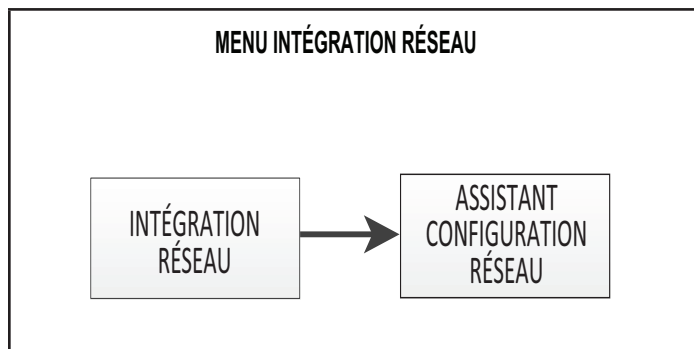 MENU INTÉGRATION RÉSEAU
INTÉGRATION
RÉSEAU
ASSISTANT
CONFIGURATION
RÉSEAU